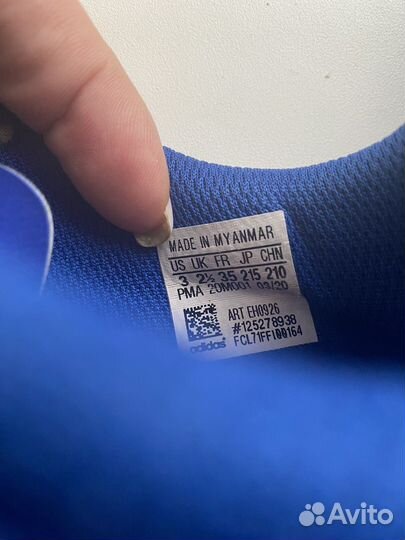 MADE IN MYANMAR
US UK FR JP CHN
3 2½ 35 215 210
PMA 20M001 03/20
ART EH0926
#125278938
FCL71FF100164
adidas
Avito